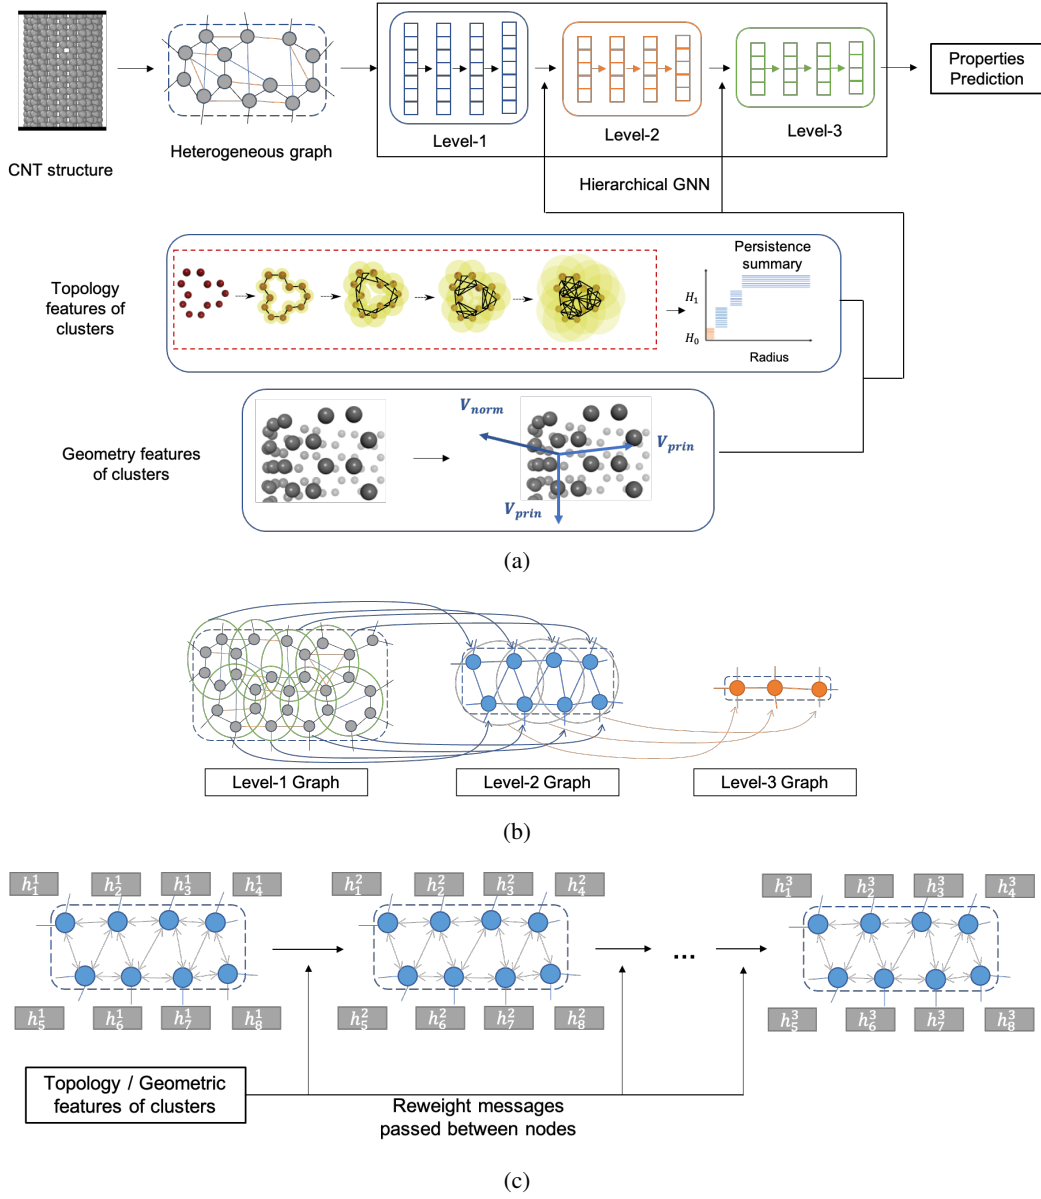 CNT structure
Heterogeneous graph
Level-1
Level-2
Level-3
Properties
Prediction
Hierarchical GNN
Topology
features of
clusters
Persistence
summary
H₁
H₀
Radius
Geometry features
of clusters
V_norm
V_prin
V_prin
(a)
Level-1 Graph
Level-2 Graph
Level-3 Graph
(b)
h₁¹ h₂¹ h₃¹ h₄¹
h₁² h₂² h₃² h₄²
h₁³ h₂³ h₃³ h₄³
...
h₅¹ h₆¹ h₇¹ h₈¹
h₅² h₆² h₇² h₈²
h₅³ h₆³ h₇³ h₈³
Topology / Geometric
features of clusters
Reweight messages
passed between nodes
(c)